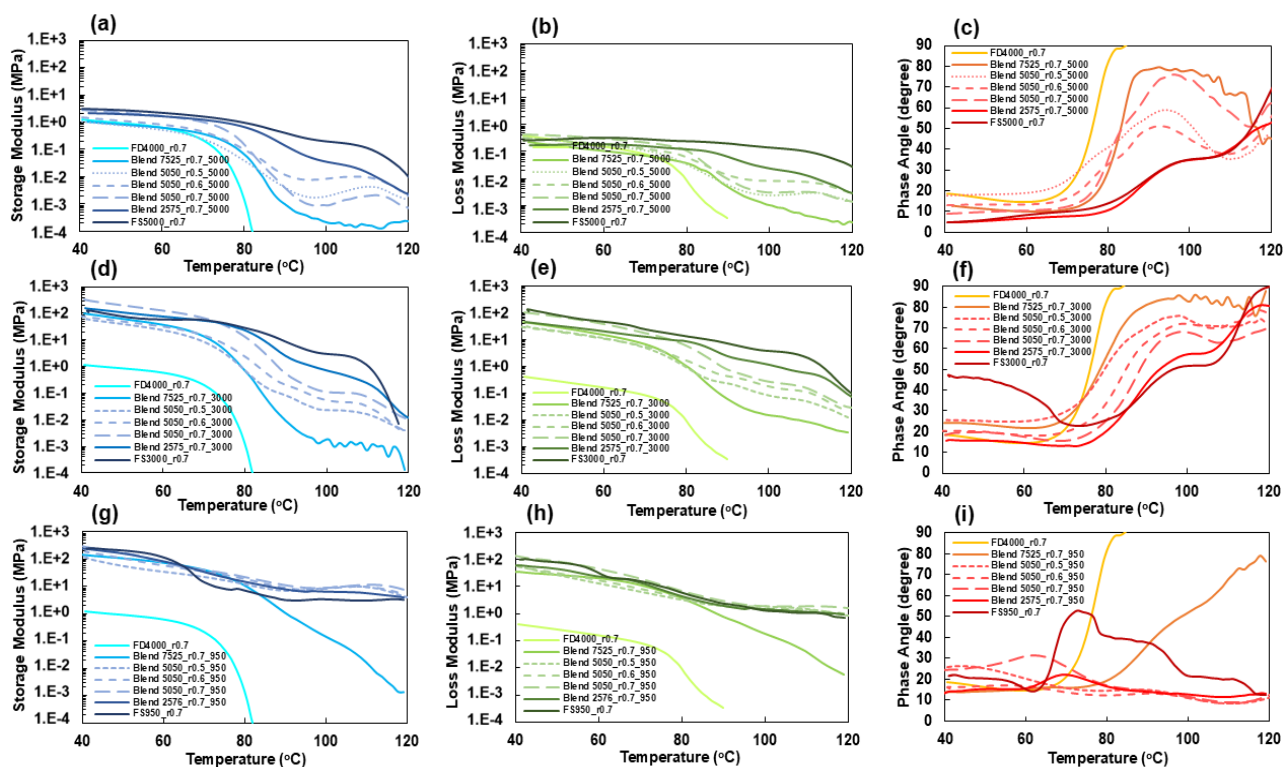 (a)
Storage Modulus (MPa)
1.E+3
1.E+2
1.E+1
1.E+0
1.E-1
1.E-2
1.E-3
1.E-4
FD4000_r0.7
Blend 7525_r0.7_5000
Blend 5050_r0.5_5000
Blend 5050_r0.6_5000
Blend 5050_r0.7_5000
Blend 2575_r0.7_5000
FS5000_r0.7
40 60 80 100 120
Temperature (°C)
(b)
Loss Modulus (MPa)
1.E+3
1.E+2
1.E+1
1.E+0
1.E-1
1.E-2
1.E-3
1.E-4
FD4000_r0.7
Blend 7525_r0.7_5000
Blend 5050_r0.5_5000
Blend 5050_r0.6_5000
Blend 5050_r0.7_5000
Blend 2575_r0.7_5000
FS5000_r0.7
40 60 80 100 120
Temperature (°C)
(c)
Phase Angle (degree)
90
80
70
60
50
40
30
20
10
0
FD4000_r0.7
Blend 7525_r0.7_5000
Blend 5050_r0.5_5000
Blend 5050_r0.6_5000
Blend 5050_r0.7_5000
Blend 2575_r0.7_5000
FS5000_r0.7
40 60 80 100 120
Temperature (°C)
(d)
Storage Modulus (MPa)
1.E+3
1.E+2
1.E+1
1.E+0
1.E-1
1.E-2
1.E-3
1.E-4
FD4000_r0.7
Blend 7525_r0.7_3000
Blend 5050_r0.5_3000
Blend 5050_r0.6_3000
Blend 5050_r0.7_3000
Blend 2575_r0.7_3000
FS3000_r0.7
40 60 80 100 120
Temperature (°C)
(e)
Loss Modulus (MPa)
1.E+3
1.E+2
1.E+1
1.E+0
1.E-1
1.E-2
1.E-3
1.E-4
FD4000_r0.7
Blend 7525_r0.7_3000
Blend 5050_r0.5_3000
Blend 5050_r0.6_3000
Blend 5050_r0.7_3000
Blend 2575_r0.7_3000
FS3000_r0.7
40 60 80 100 120
Temperature (°C)
(f)
Phase Angle (degree)
90
80
70
60
50
40
30
20
10
0
FD4000_r0.7
Blend 7525_r0.7_3000
Blend 5050_r0.5_3000
Blend 5050_r0.6_3000
Blend 5050_r0.7_3000
Blend 2575_r0.7_3000
FS3000_r0.7
40 60 80 100 120
Temperature (°C)
(g)
Storage Modulus (MPa)
1.E+3
1.E+2
1.E+1
1.E+0
1.E-1
1.E-2
1.E-3
1.E-4
FD4000_r0.7
Blend 7525_r0.7_950
Blend 5050_r0.5_950
Blend 5050_r0.6_950
Blend 5050_r0.7_950
Blend 2576_r0.7_950
FS950_r0.7
40 60 80 100 120
Temperature (°C)
(h)
Loss Modulus (MPa)
1.E+3
1.E+2
1.E+1
1.E+0
1.E-1
1.E-2
1.E-3
1.E-4
FD4000_r0.7
Blend 7525_r0.7_950
Blend 5050_r0.5_950
Blend 5050_r0.6_950
Blend 5050_r0.7_950
Blend 2576_r0.7_950
FS950_r0.7
40 60 80 100 120
Temperature (°C)
(i)
Phase Angle (degree)
90
80
70
60
50
40
30
20
10
0
FD4000_r0.7
Blend 7525_r0.7_950
Blend 5050_r0.5_950
Blend 5050_r0.6_950
Blend 5050_r0.7_950
Blend 2575_r0.7_950
FS950_r0.7
40 60 80 100 120
Temperature (°C)